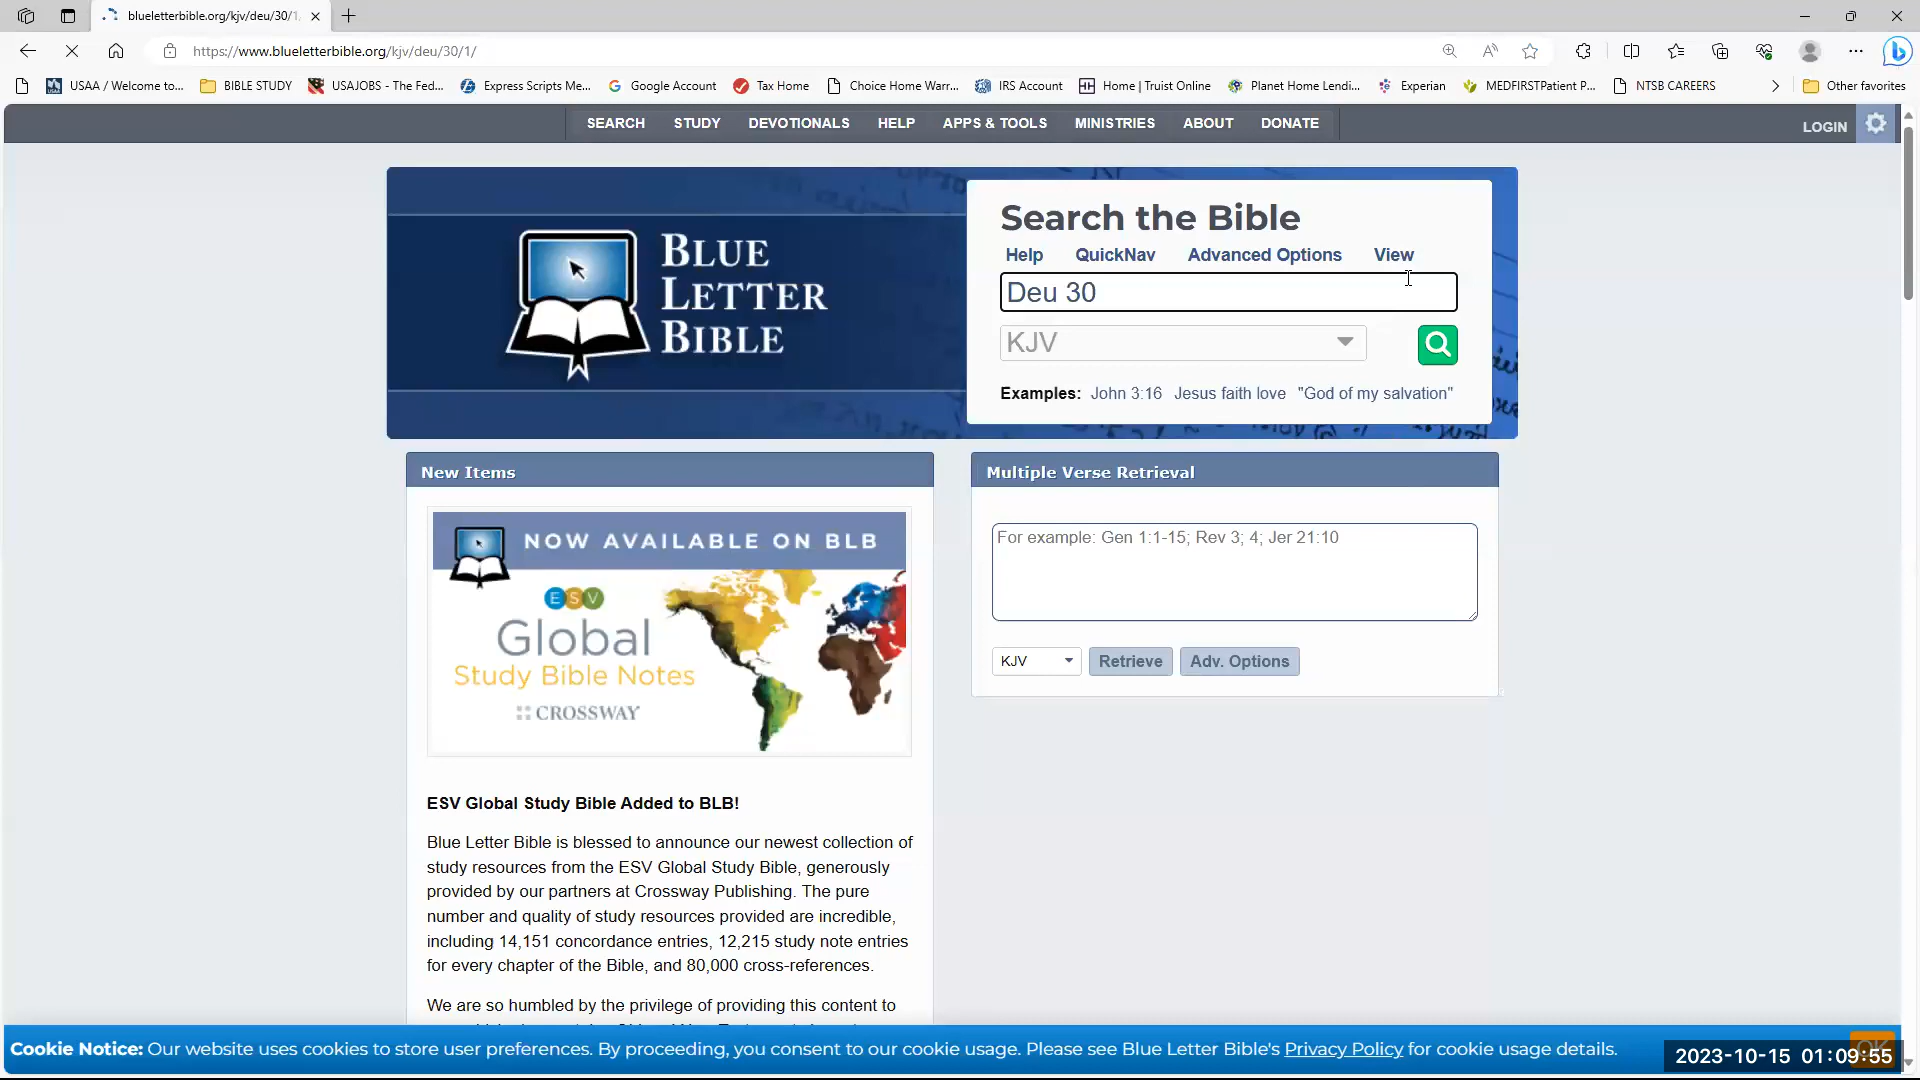 blueletterbible.org/kjv/deu/30/1
https://www.blueletterbible.org/kjv/deu/30/1/
USAA / Welcome to...
BIBLE STUDY
USAJOBS - The Fed...
Express Scripts Me...
Google Account
Tax Home
Choice Home Warr...
IRS Account
Home | Truist Online
Planet Home Lendi...
Experian
MEDFIRSTPatient P...
NTSB CAREERS
Other favorites
SEARCH STUDY DEVOTIONALS HELP APPS & TOOLS MINISTRIES ABOUT DONATE
LOGIN
BLUE
LETTER
BIBLE
Search the Bible
Help QuickNav Advanced Options View
Deu 30
KJV
Examples: John 3:16 Jesus faith love "God of my salvation"
New Items
NOW AVAILABLE ON BLB
ESV
Global
Study Bible Notes
CROSSWAY
ESV Global Study Bible Added to BLB!
Blue Letter Bible is blessed to announce our newest collection of
study resources from the ESV Global Study Bible, generously
provided by our partners at Crossway Publishing. The pure
number and quality of study resources provided are incredible,
including 14,151 concordance entries, 12,215 study note entries
for every chapter of the Bible, and 80,000 cross-references.
We are so humbled by the privilege of providing this content to
Multiple Verse Retrieval
For example: Gen 1:1-15; Rev 3; 4; Jer 21:10
KJV Retrieve Adv. Options
Cookie Notice: Our website uses cookies to store user preferences. By proceeding, you consent to our cookie usage. Please see Blue Letter Bible's Privacy Policy for cookie usage details.
2023-10-15 01:09:55